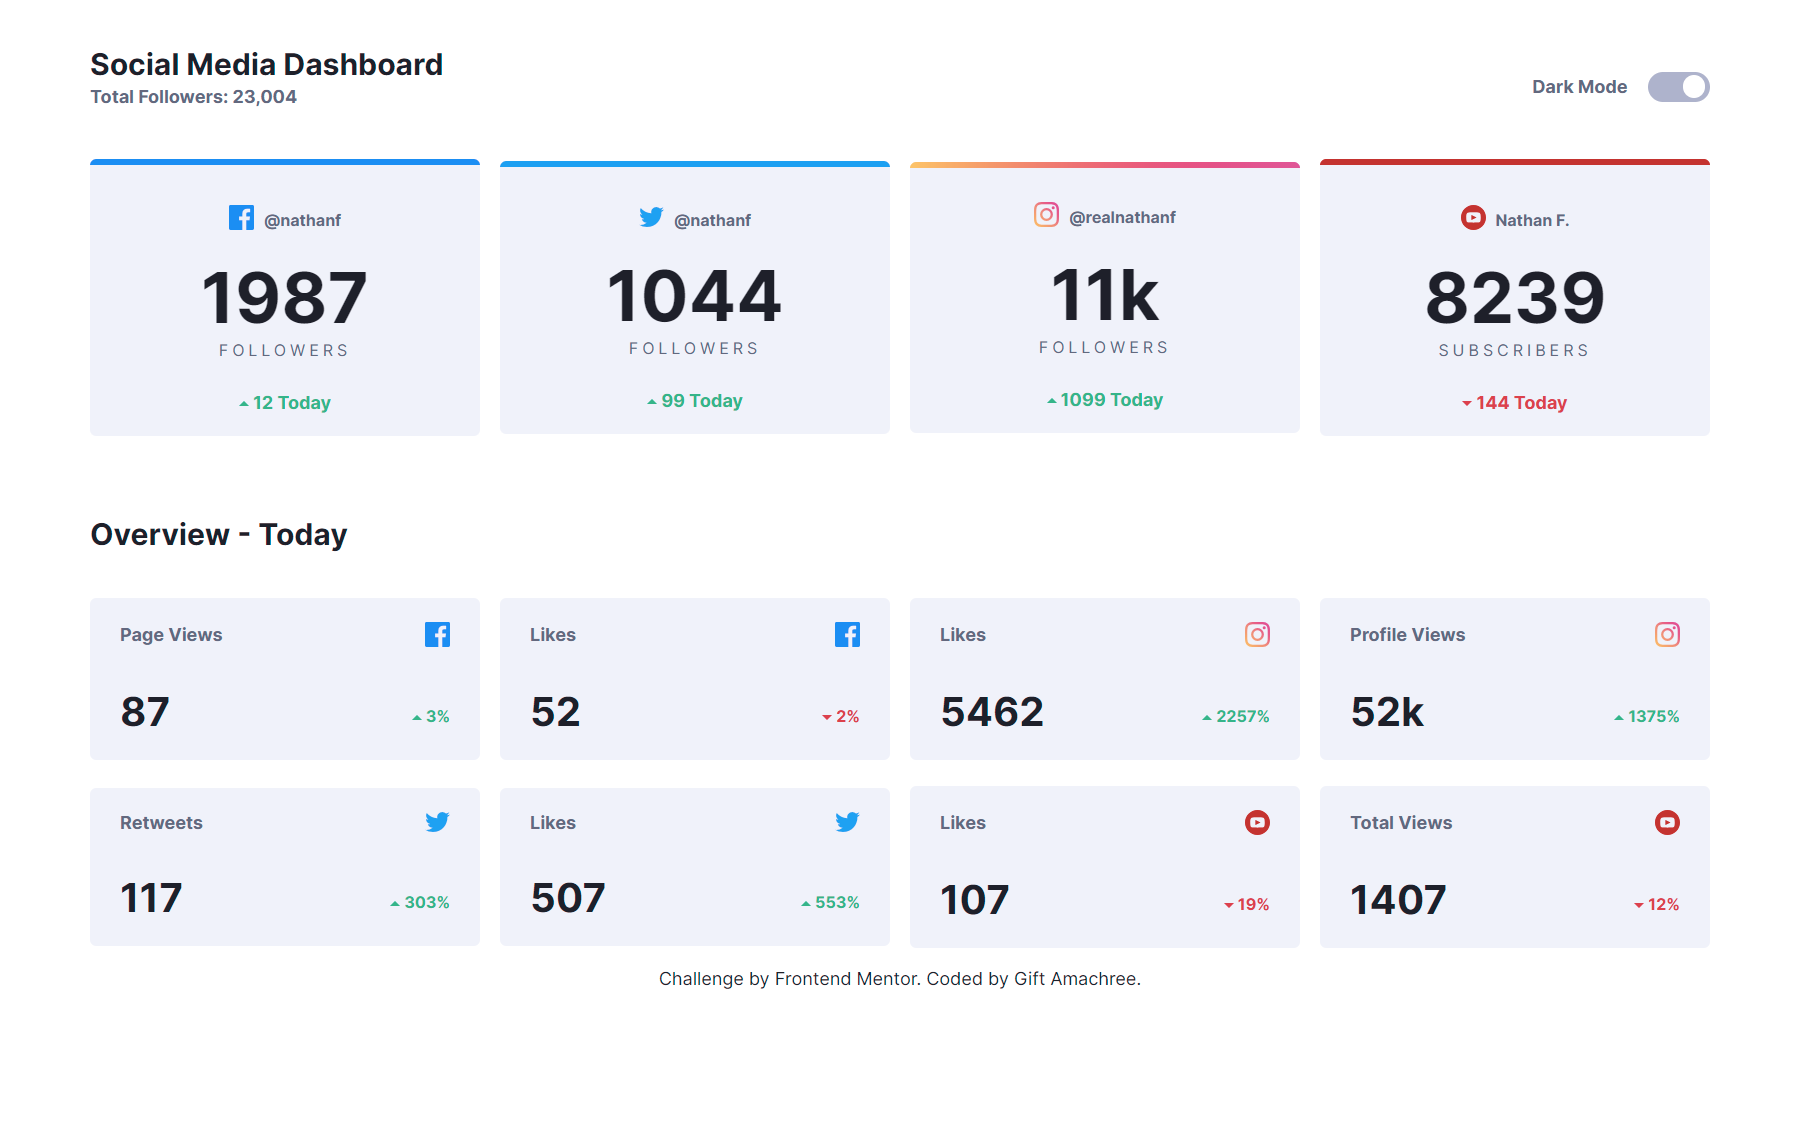 Social Media Dashboard
Total Followers: 23,004
Dark Mode
@nathanf
1987
FOLLOWERS
12 Today
@nathanf
1044
FOLLOWERS
99 Today
@realnathanf
11k
FOLLOWERS
1099 Today
Nathan F.
8239
SUBSCRIBERS
144 Today
Overview - Today
Page Views
87
3%
Likes
52
2%
Likes
5462
2257%
Profile Views
52k
1375%
Retweets
117
303%
Likes
507
553%
Likes
107
19%
Total Views
1407
12%
Challenge by Frontend Mentor. Coded by Gift Amachree.